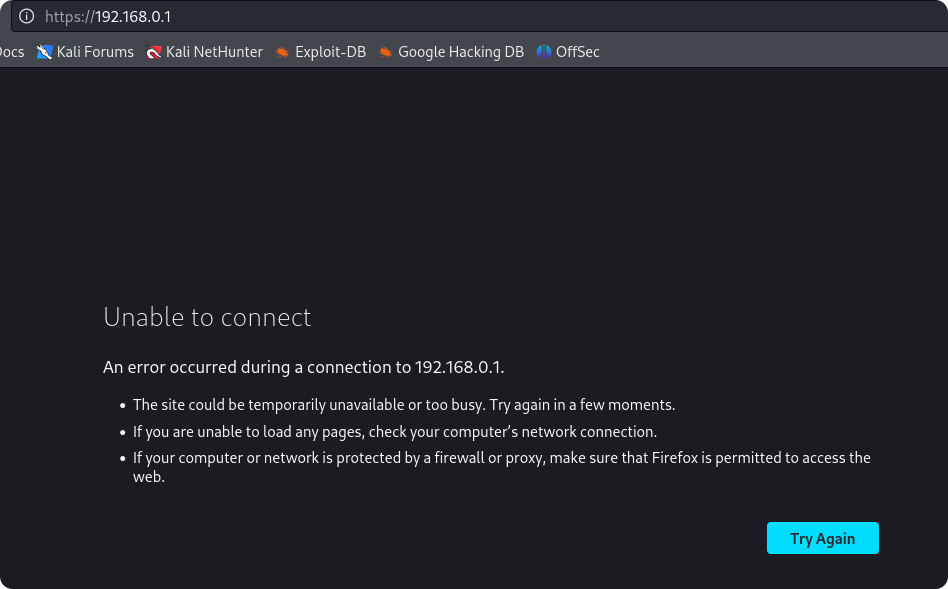 https://192.168.0.1
Kali Forums Kali NetHunter Exploit-DB Google Hacking DB OffSec
Unable to connect
An error occurred during a connection to 192.168.0.1.
• The site could be temporarily unavailable or too busy. Try again in a few moments.
• If you are unable to load any pages, check your computer’s network connection.
• If your computer or network is protected by a firewall or proxy, make sure that Firefox is permitted to access the
web.
Try Again